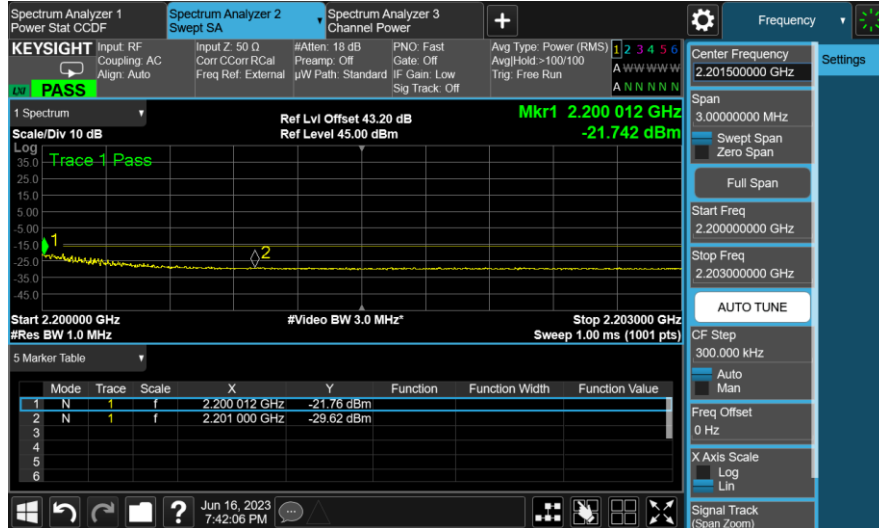 Spectrum Analyzer 1
Power Stat CCDF
Spectrum Analyzer 2
Swept SA
Spectrum Analyzer 3
Channel Power
Frequency
KEYSIGHT
Input: RF
Coupling: AC
Align: Auto
Input Z: 50 Ω
Corr CCorr RCal
Freq Ref: External
#Atten: 18 dB
Preamp: Off
µW Path: Standard
PNO: Fast
Gate: Off
IF Gain: Low
Sig Track: Off
Avg Type: Power (RMS)
Avg|Hold:>100/100
Trig: Free Run
1 2 3 4 5 6
A W W W W W
A N N N N N
LXI
PASS
1 Spectrum
Scale/Div 10 dB
Ref Lvl Offset 43.20 dB
Ref Level 45.00 dBm
Mkr1 2.200 012 GHz
-21.742 dBm
Log
Trace 1 Pass
35.0
25.0
15.0
5.00
-5.00
-15.0
-25.0
-35.0
-45.0
1
2
Start 2.200000 GHz
#Res BW 1.0 MHz
#Video BW 3.0 MHz*
Stop 2.203000 GHz
Sweep 1.00 ms (1001 pts)
5 Marker Table
Mode Trace Scale X Y Function Function Width Function Value
1 N 1 f 2.200 012 GHz -21.76 dBm
2 N 1 f 2.201 000 GHz -29.62 dBm
3
4
5
6
Jun 16, 2023
7:42:06 PM
Center Frequency
2.201500000 GHz
Span
3.00000000 MHz
Swept Span
Zero Span
Full Span
Start Freq
2.200000000 GHz
Stop Freq
2.203000000 GHz
AUTO TUNE
CF Step
300.000 kHz
Auto
Man
Freq Offset
0 Hz
X Axis Scale
Log
Lin
Signal Track
(Span Zoom)
Settings